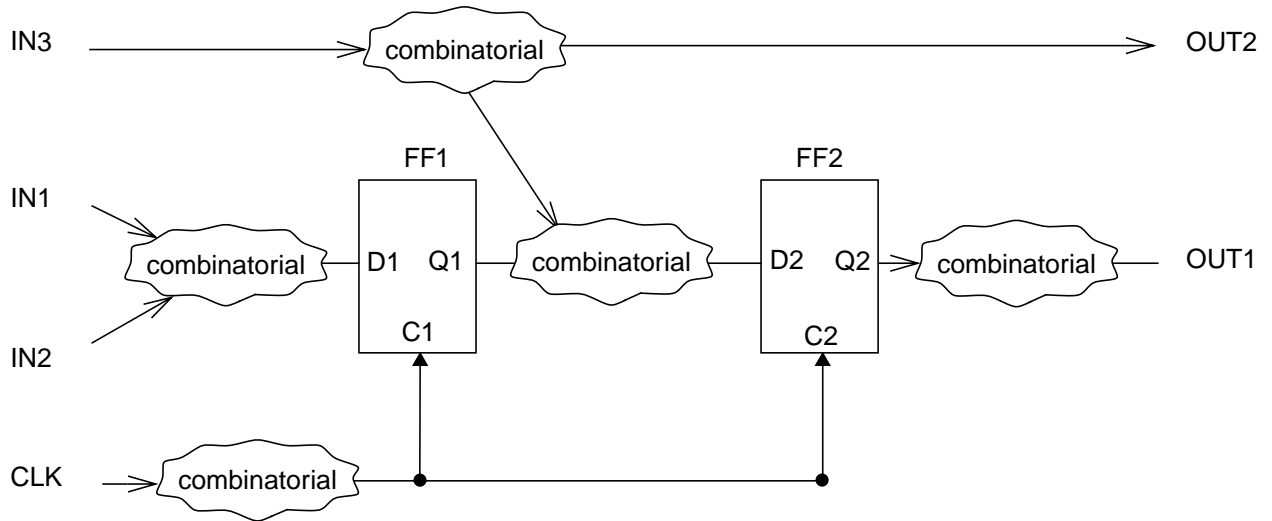 IN3
combinatorial
OUT2
FF1
FF2
IN1
combinatorial
D1
Q1
combinatorial
D2
Q2
combinatorial
OUT1
C1
C2
IN2
CLK
combinatorial